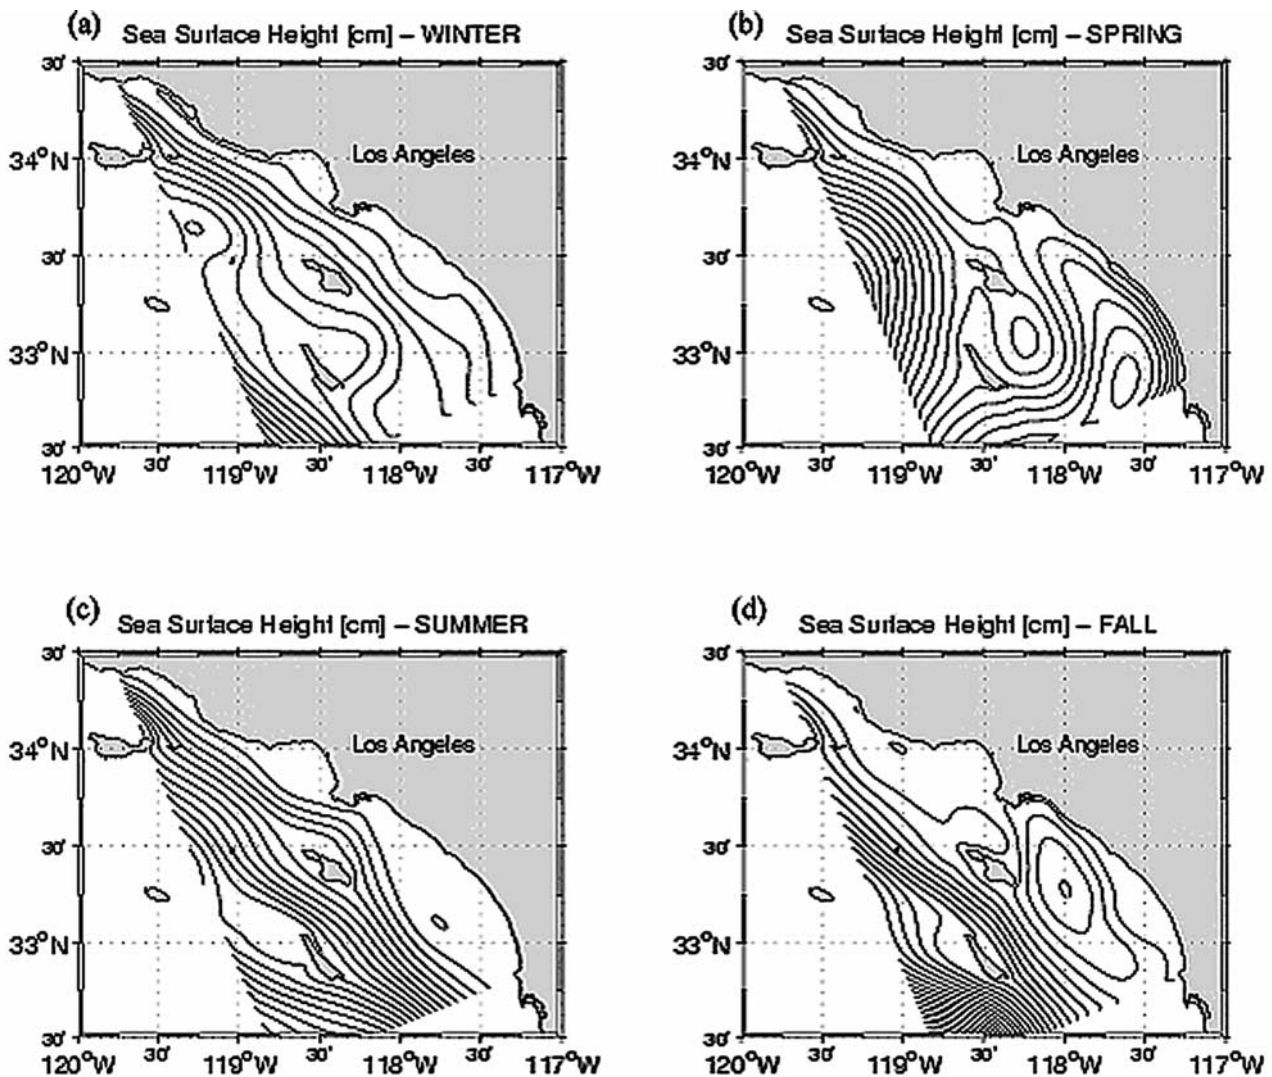 (a) Sea Surface Height [cm] – WINTER
30'
34°N
Los Angeles
30'
33°N
30'
120°W 30' 119°W 30' 118°W 30' 117°W
(b) Sea Surface Height [cm] – SPRING
30'
34°N
Los Angeles
30'
33°N
30'
120°W 30' 119°W 30' 118°W 30' 117°W
(c) Sea Surface Height [cm] – SUMMER
30'
34°N
Los Angeles
30'
33°N
30'
120°W 30' 119°W 30' 118°W 30' 117°W
(d) Sea Surface Height [cm] – FALL
30'
34°N
Los Angeles
30'
33°N
30'
120°W 30' 119°W 30' 118°W 30' 117°W